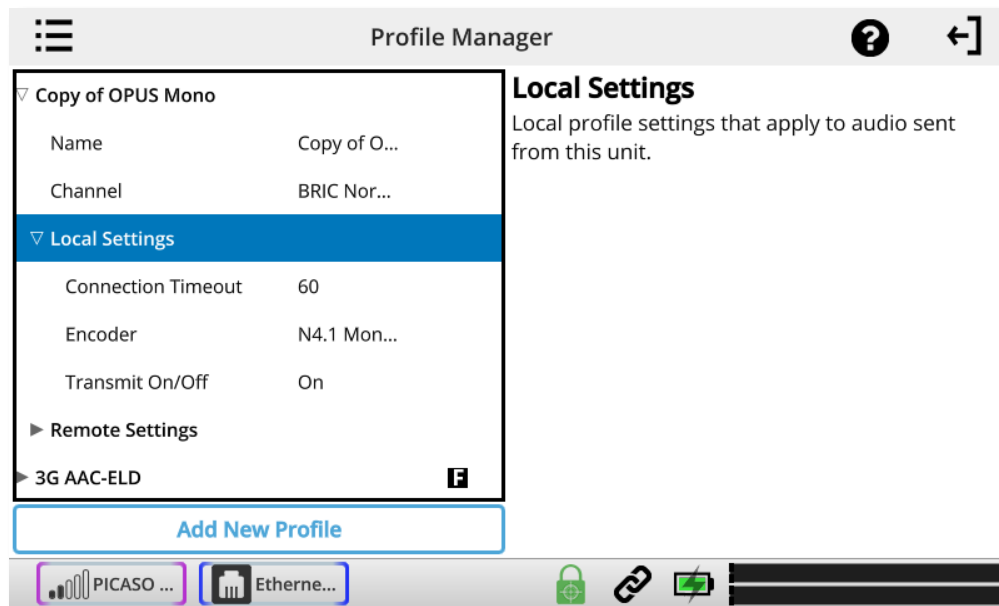 Profile Manager
Copy of OPUS Mono
Name Copy of O...
Channel BRIC Nor...
Local Settings
Connection Timeout 60
Encoder N4.1 Mon...
Transmit On/Off On
Remote Settings
3G AAC-ELD F
Add New Profile
Local Settings
Local profile settings that apply to audio sent
from this unit.
PICASO ... Etherne...